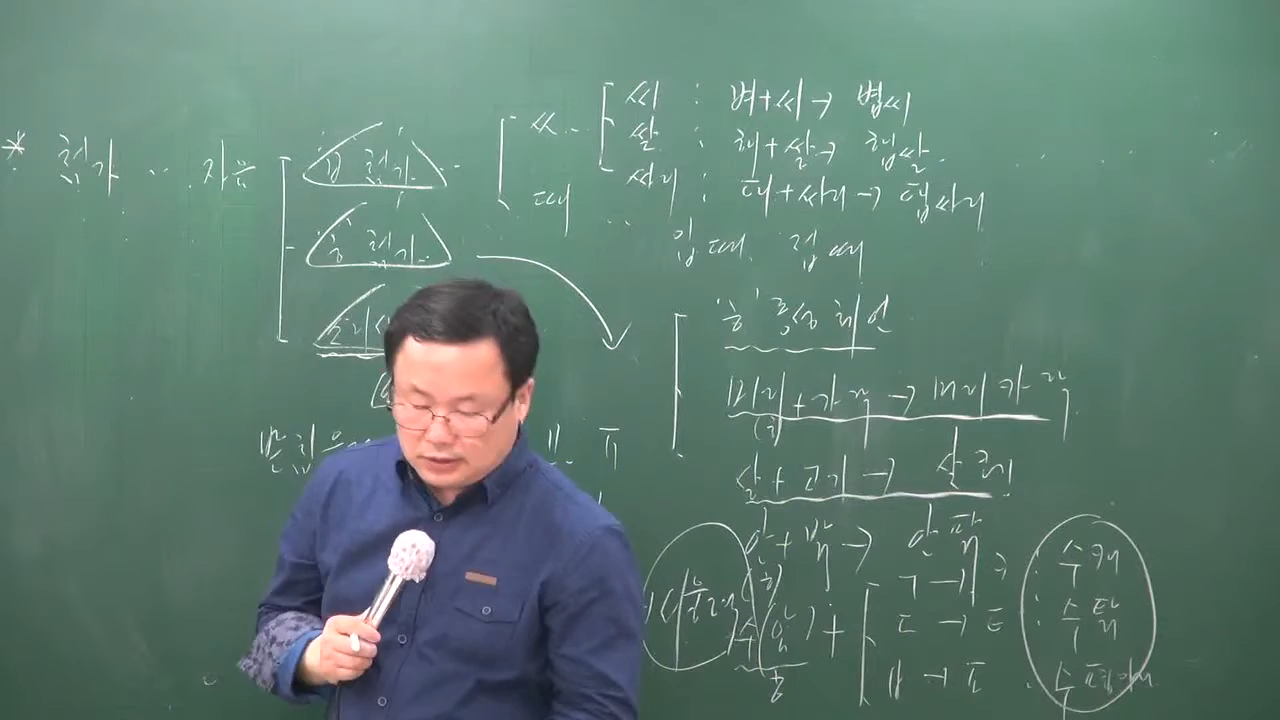 * 첨가 … 자음
ㅂ 첨가
ㅎ 첨가
ㅆ … 씨 : 벼+씨→ 볍씨
쌀 : 해+쌀→ 햅쌀
싸리 : 대+싸리→ 댑싸리
ㄸㅐ … 입때 접때
'ㅎ' 종성체언
머리+가락→ 머리카락
(ㅎ)
살+고기→ 살코기
안+밖→ 안팎
(ㅎ)
수(암) +
ㅎ
ㄱ→ㅋ : 수캐
ㄷ→ㅌ : 수탉
ㅂ→ㅍ : 수평아리